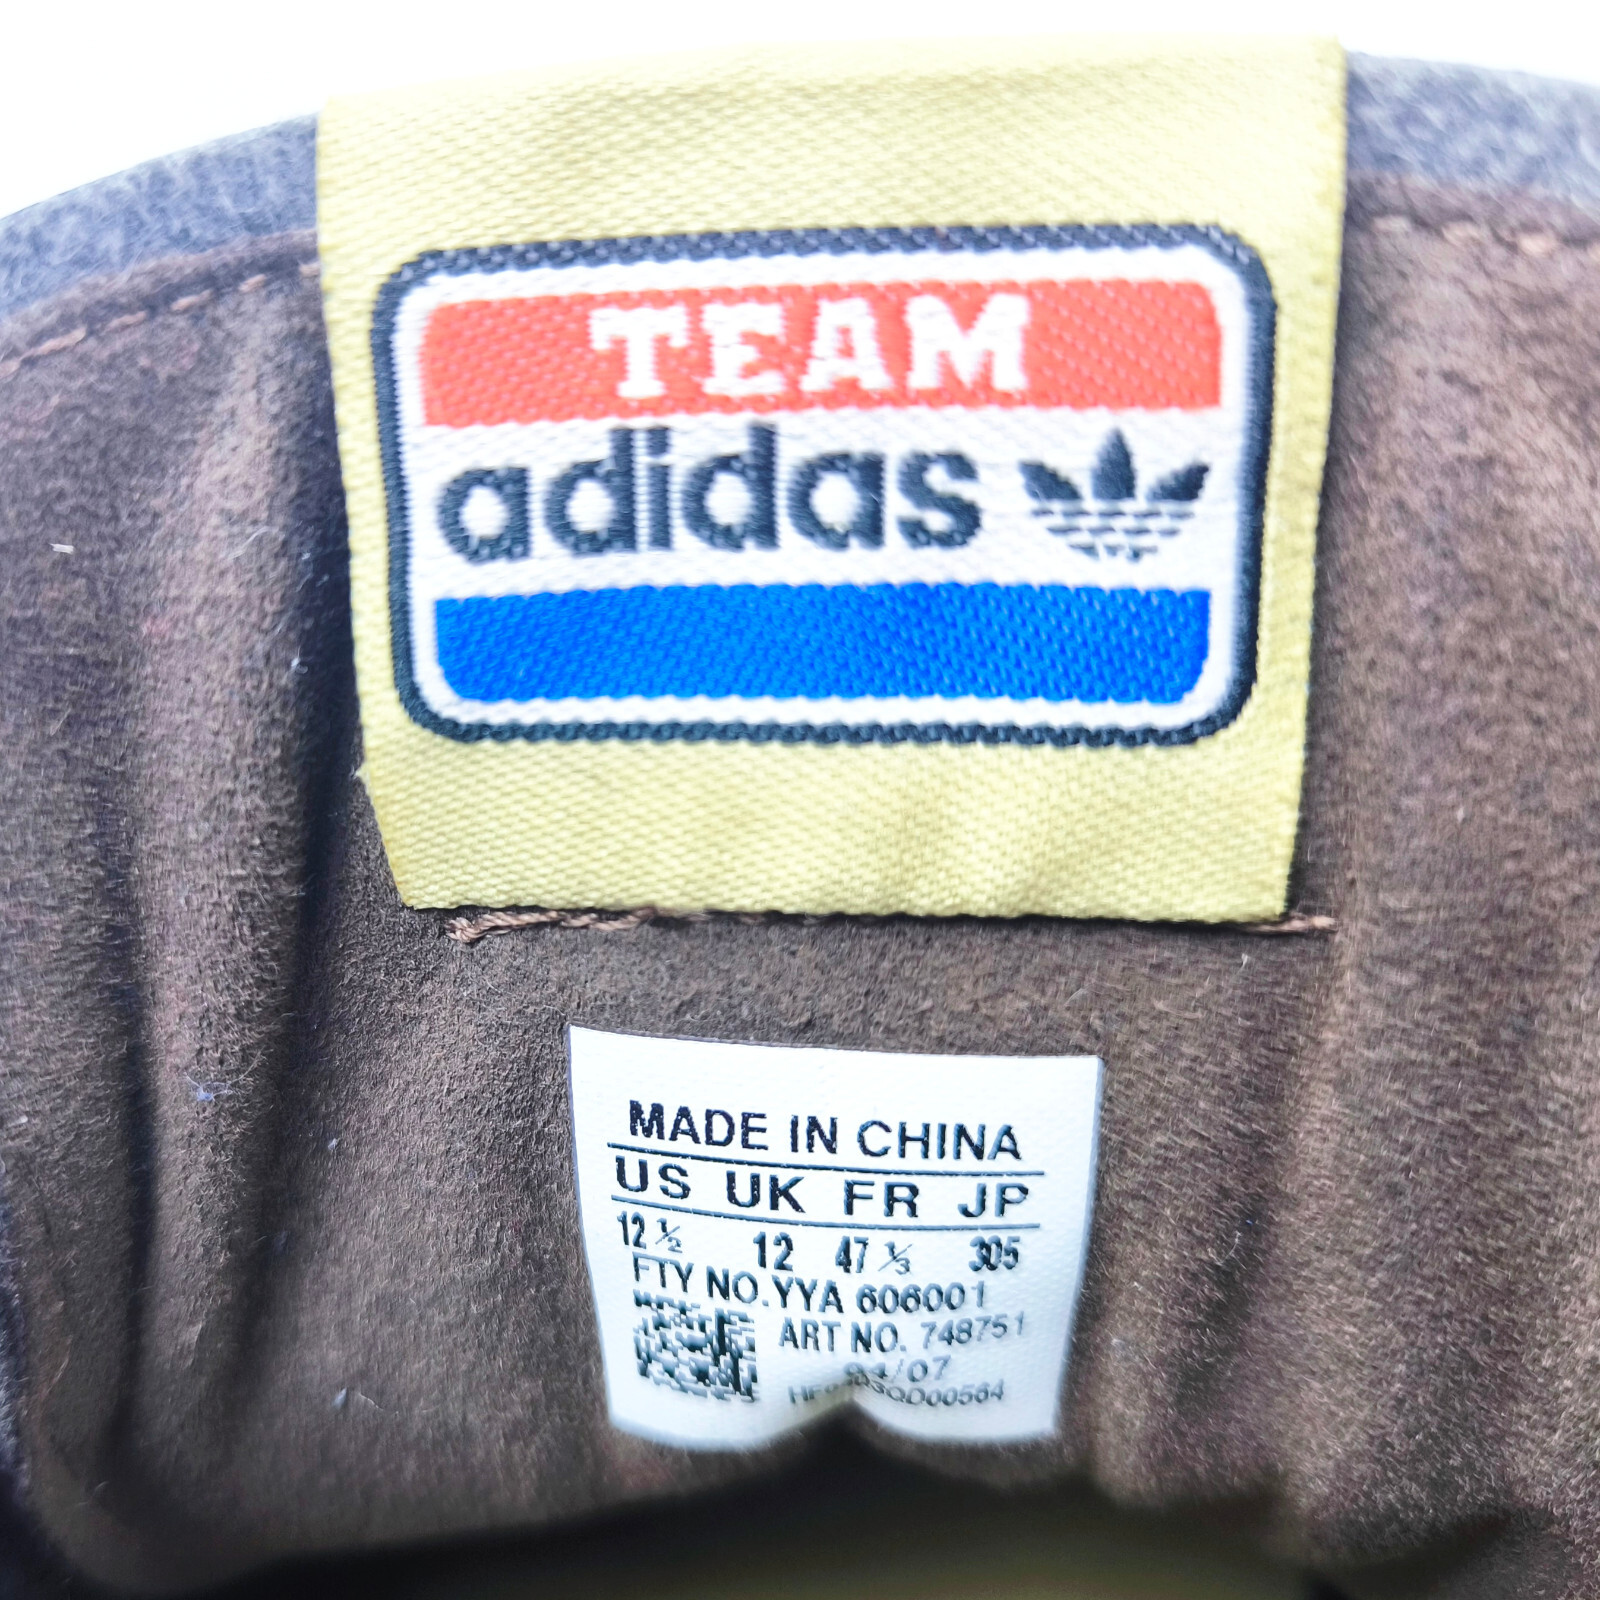 TEAM
adidas
MADE IN CHINA
US UK FR JP
12 ½ 12 47 ⅓ 305
FTY NO.YYA 606001
ART NO. 748751